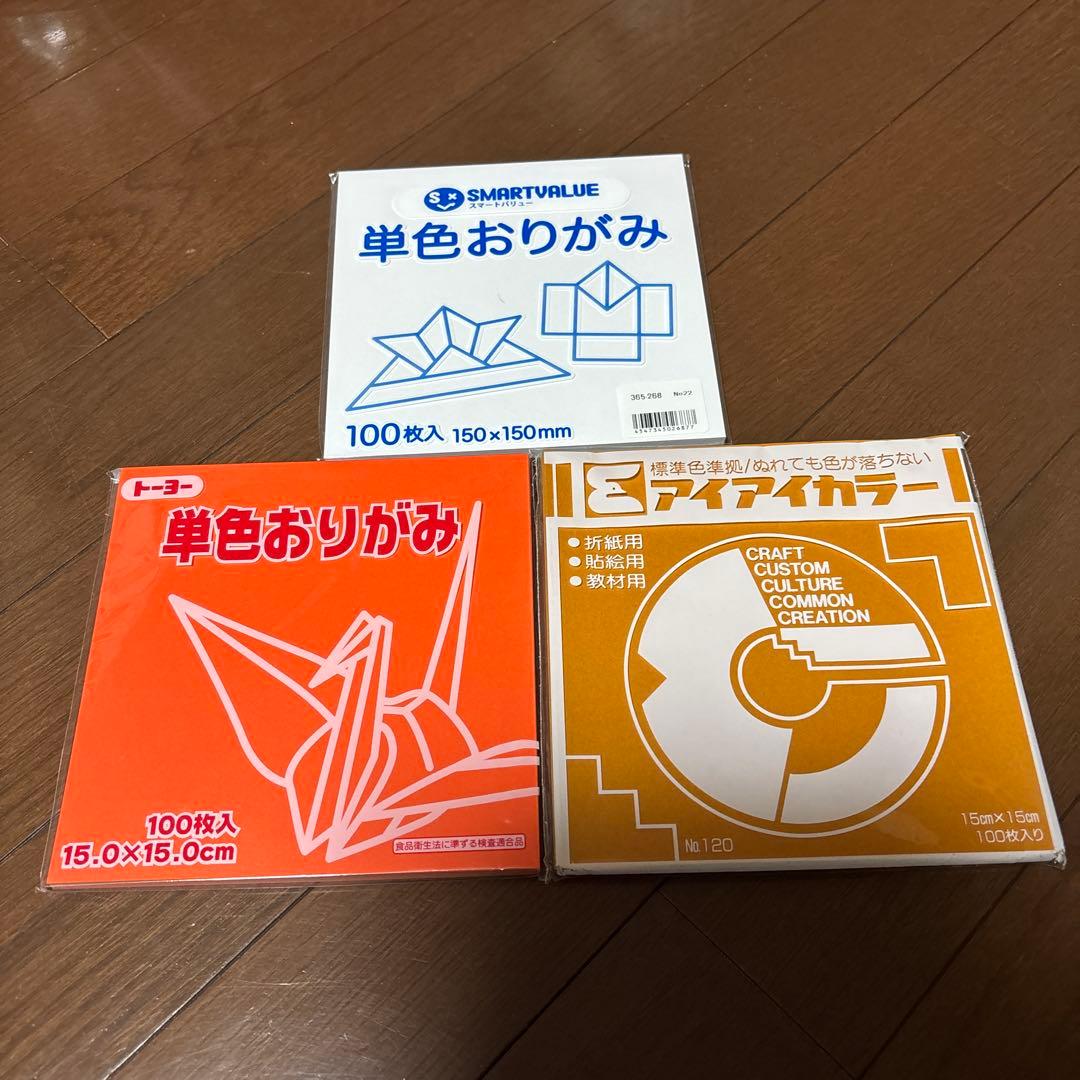 SMARTVALUE
スマートバリュー
単色おりがみ
365-268 No22
4547345026877
100枚入 150×150mm
トーヨー
単色おりがみ
100枚入
15.0×15.0cm
食品衛生法に準ずる検査適合品
標準色準拠/ぬれても色が落ちない
アイアイカラー
●折紙用
●貼絵用
●教材用
CRAFT
CUSTOM
CULTURE
COMMON
CREATION
No.120
15cm×15cm
100枚入り